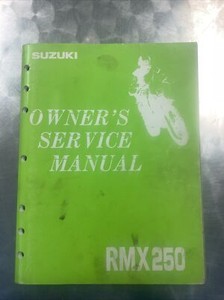 SUZUKI
OWNER'S
SERVICE
MANUAL
RMX250